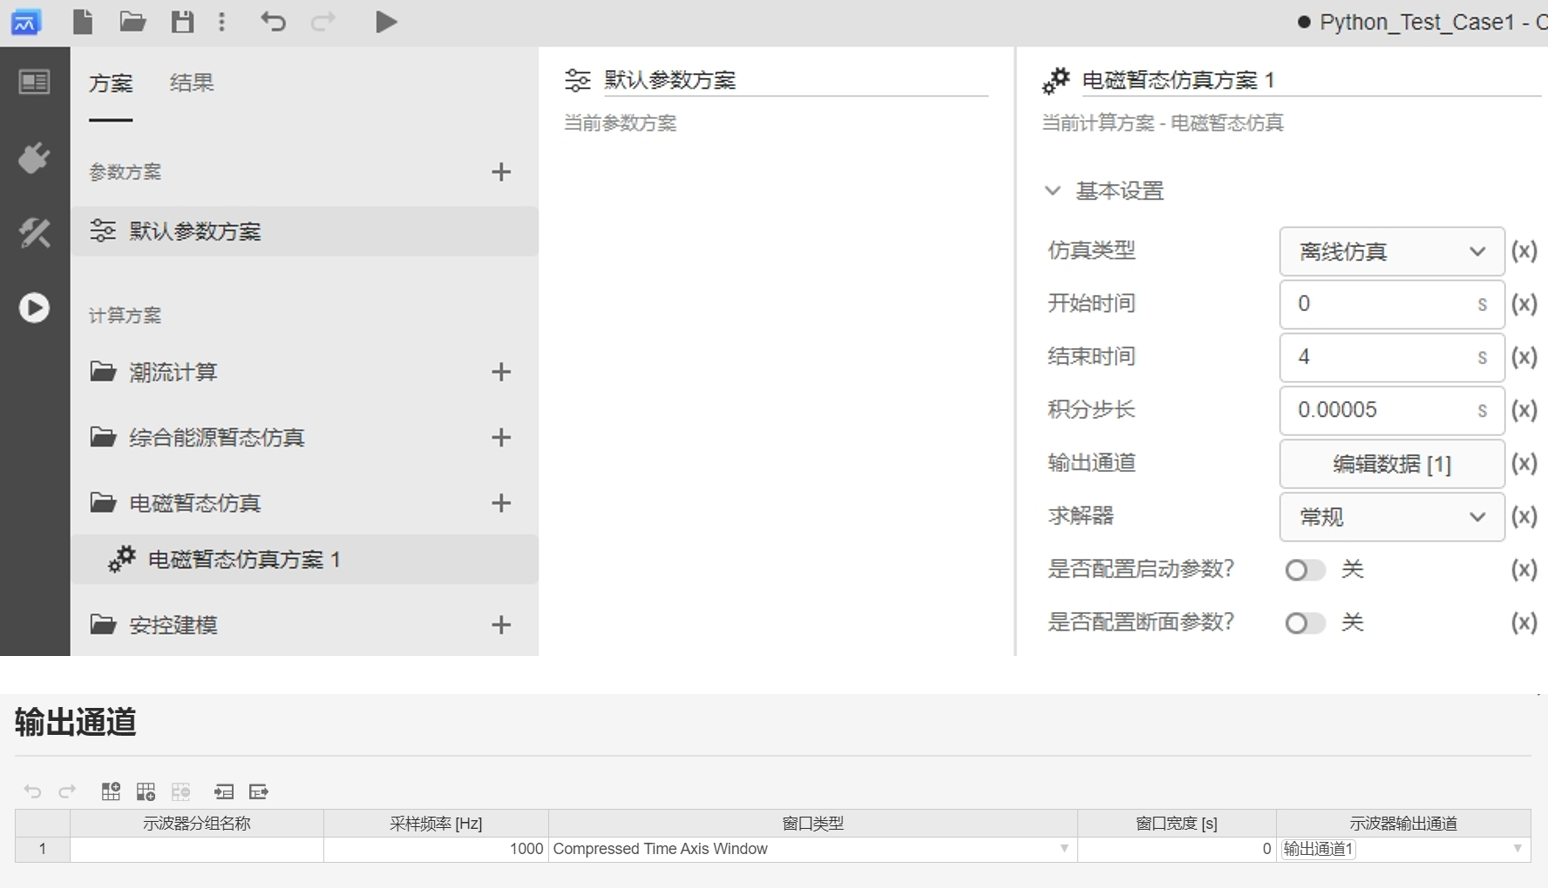 ● Python_Test_Case1 -
方案 结果
参数方案
默认参数方案
计算方案
潮流计算
综合能源暂态仿真
电磁暂态仿真
电磁暂态仿真方案 1
安控建模
默认参数方案
当前参数方案
电磁暂态仿真方案 1
当前计算方案 - 电磁暂态仿真
基本设置
仿真类型 离线仿真 (x)
开始时间 0 s (x)
结束时间 4 s (x)
积分步长 0.00005 s (x)
输出通道 编辑数据 [1] (x)
求解器 常规 (x)
是否配置启动参数? 关 (x)
是否配置断面参数? 关 (x)
输出通道
示波器分组名称 采样频率 [Hz] 窗口类型 窗口宽度 [s] 示波器输出通道
1 1000 Compressed Time Axis Window 0 输出通道1